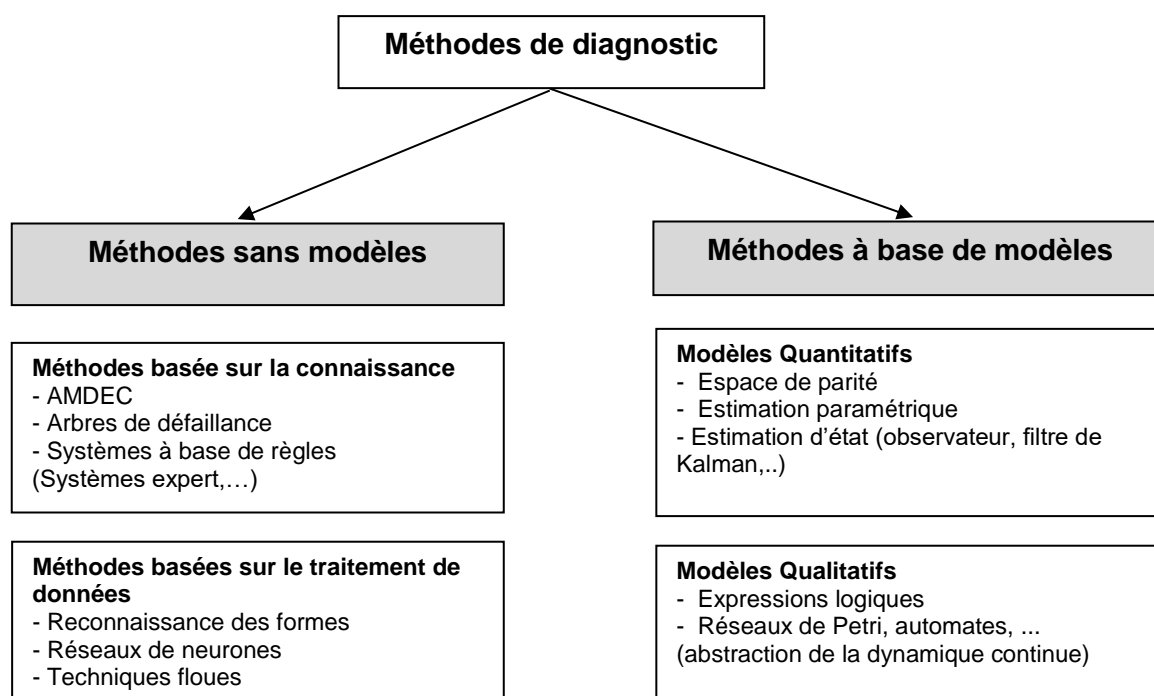 Méthodes de diagnostic
Méthodes sans modèles
Méthodes basée sur la connaissance
- AMDEC
- Arbres de défaillance
- Systèmes à base de règles
(Systèmes expert,…)
Méthodes basées sur le traitement de
données
- Reconnaissance des formes
- Réseaux de neurones
- Techniques floues
Méthodes à base de modèles
Modèles Quantitatifs
- Espace de parité
- Estimation paramétrique
- Estimation d’état (observateur, filtre de
Kalman,..)
Modèles Qualitatifs
- Expressions logiques
- Réseaux de Petri, automates, ...
(abstraction de la dynamique continue)